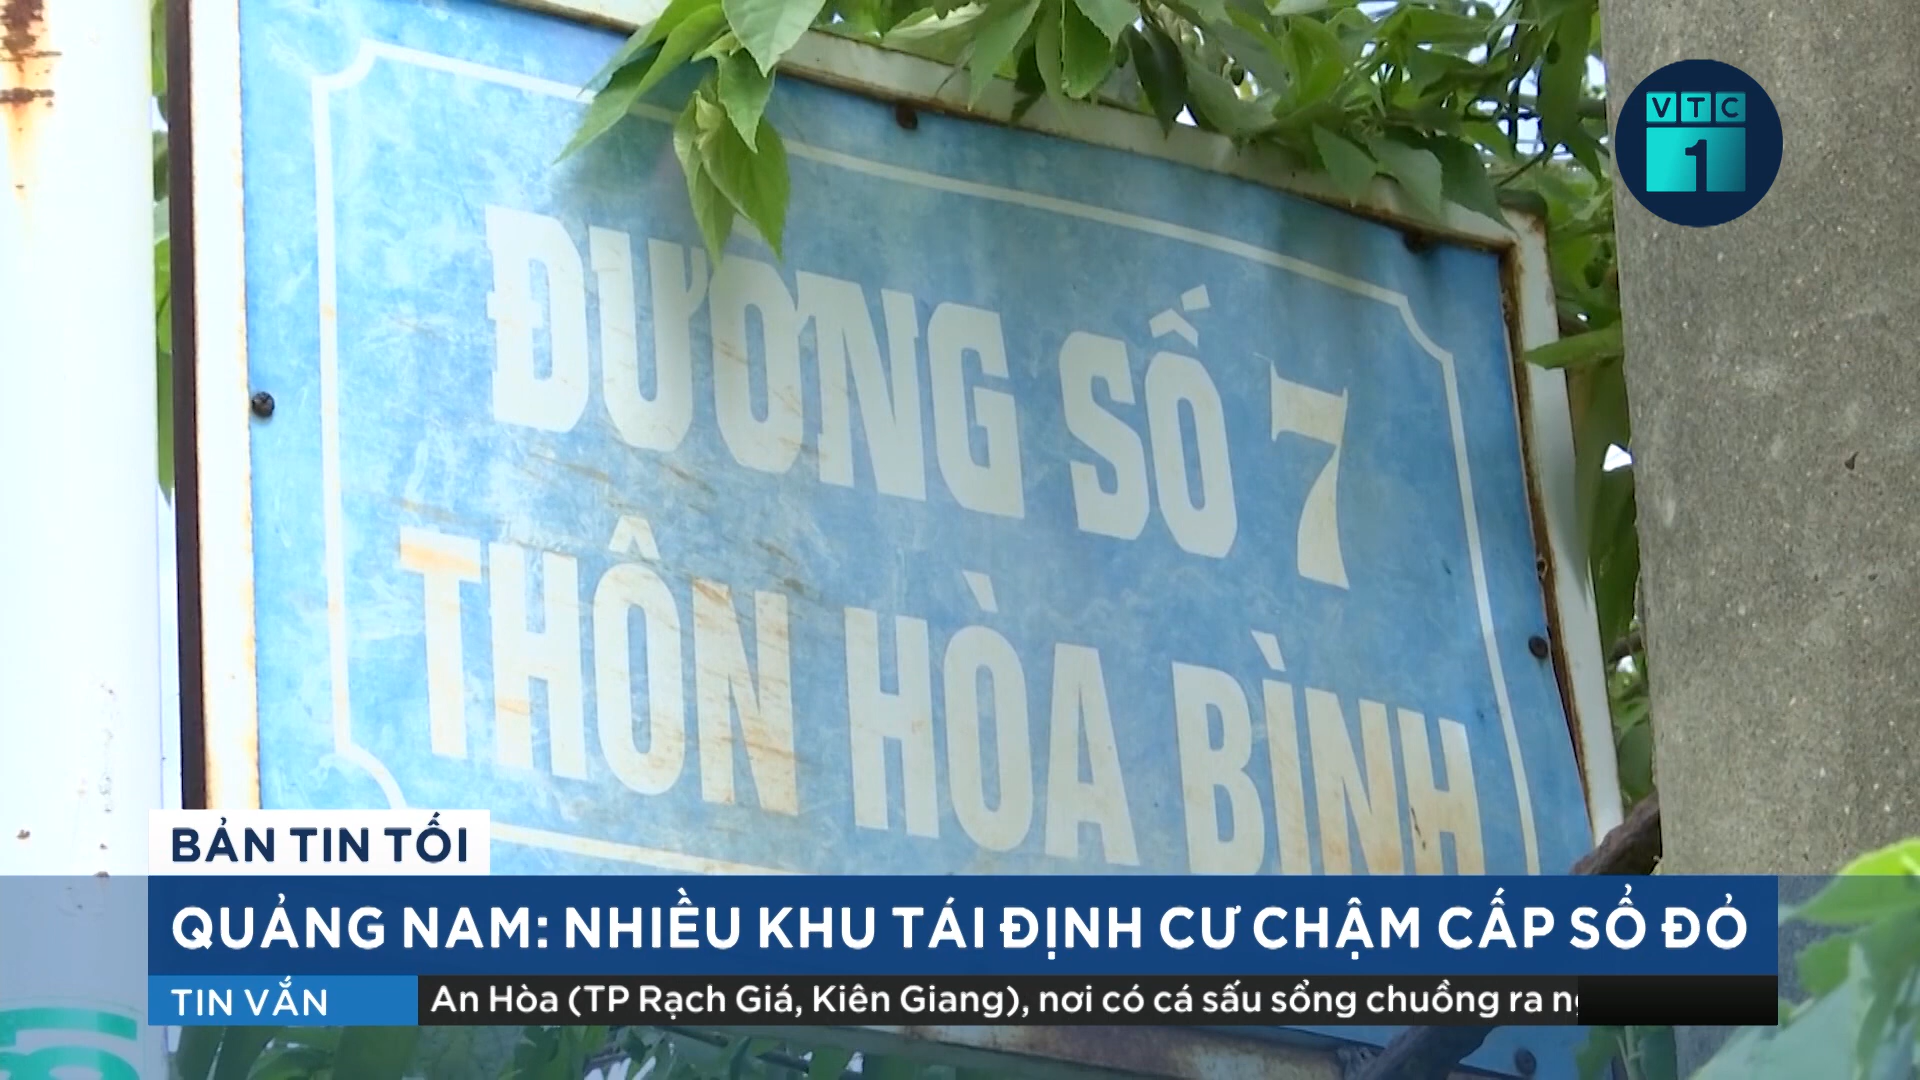 VTC
1
ĐƯƠNG SỐ 7
THÔN HÒA BÌNH
BẢN TIN TỐI
QUẢNG NAM: NHIỀU KHU TÁI ĐỊNH CƯ CHẬM CẤP SỔ ĐỎ
TIN VẮN
An Hòa (TP Rạch Giá, Kiên Giang), nơi có cá sấu sổng chuồng ra